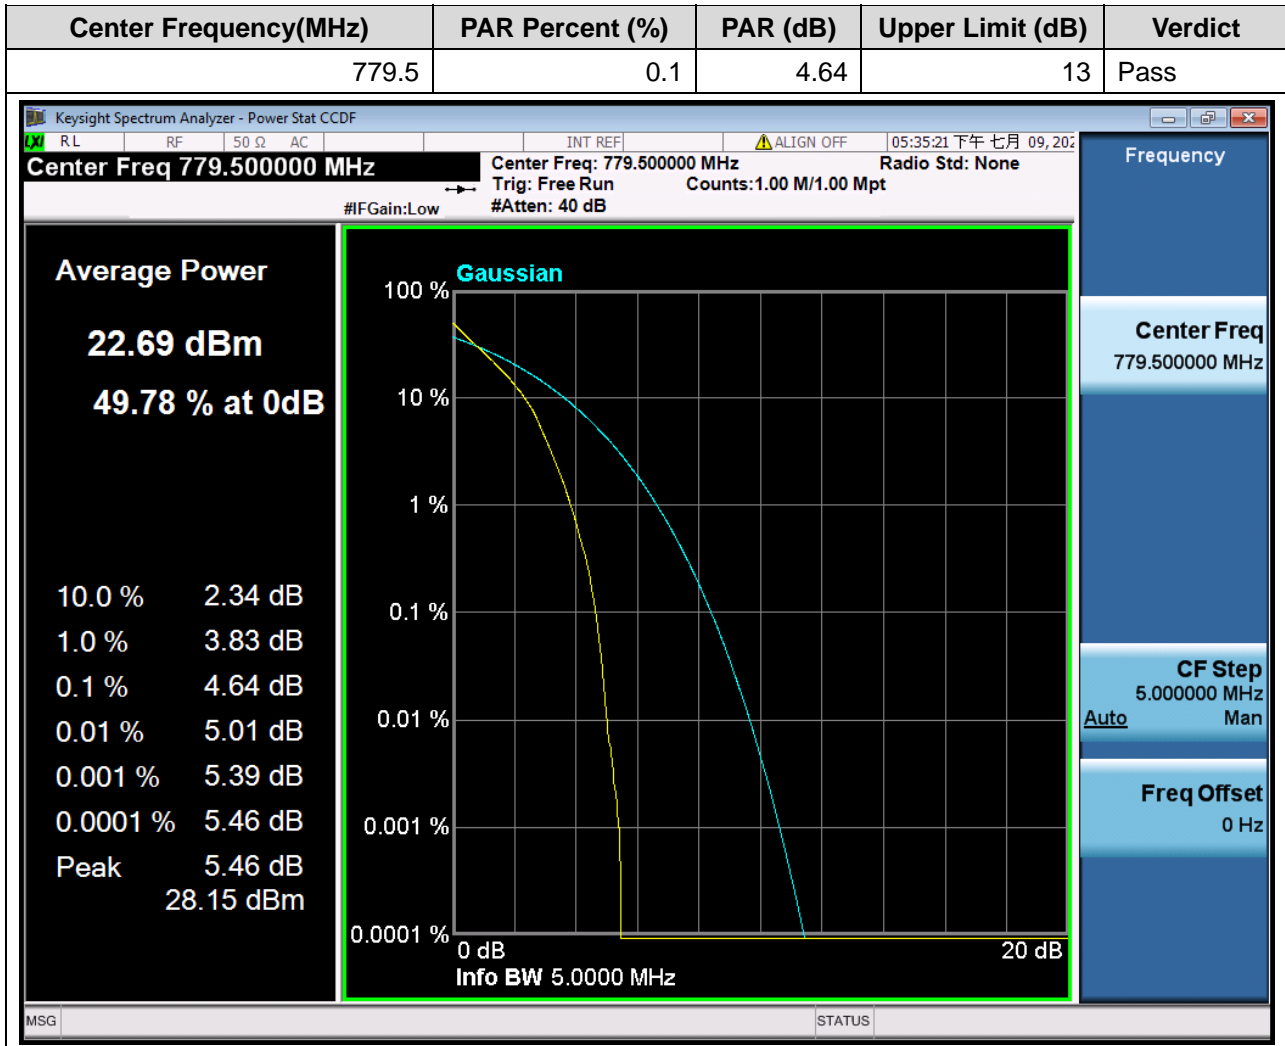 Center Frequency(MHz) PAR Percent (%) PAR (dB) Upper Limit (dB) Verdict
779.5 0.1 4.64 13 Pass
Keysight Spectrum Analyzer - Power Stat CCDF
LXI RL RF 50 Ω AC INT REF ALIGN OFF 05:35:21 下午 七月 09, 202
Center Freq 779.500000 MHz
Center Freq: 779.500000 MHz Radio Std: None
Trig: Free Run Counts:1.00 M/1.00 Mpt
#IFGain:Low #Atten: 40 dB
Frequency
Average Power
22.69 dBm
49.78 % at 0dB
10.0 % 2.34 dB
1.0 % 3.83 dB
0.1 % 4.64 dB
0.01 % 5.01 dB
0.001 % 5.39 dB
0.0001 % 5.46 dB
Peak 5.46 dB
28.15 dBm
Gaussian
100 %
10 %
1 %
0.1 %
0.01 %
0.001 %
0.0001 %
0 dB 20 dB
Info BW 5.0000 MHz
Center Freq
779.500000 MHz
CF Step
5.000000 MHz
Auto Man
Freq Offset
0 Hz
MSG STATUS